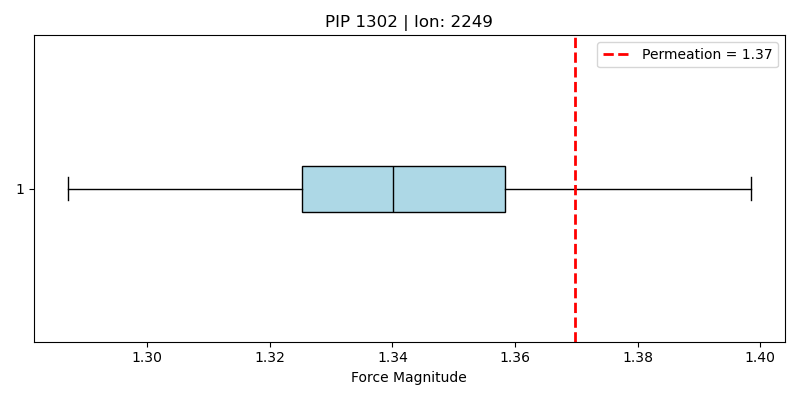 PIP 1302 | Ion: 2249
Permeation = 1.37
1
1.30 1.32 1.34 1.36 1.38 1.40
Force Magnitude